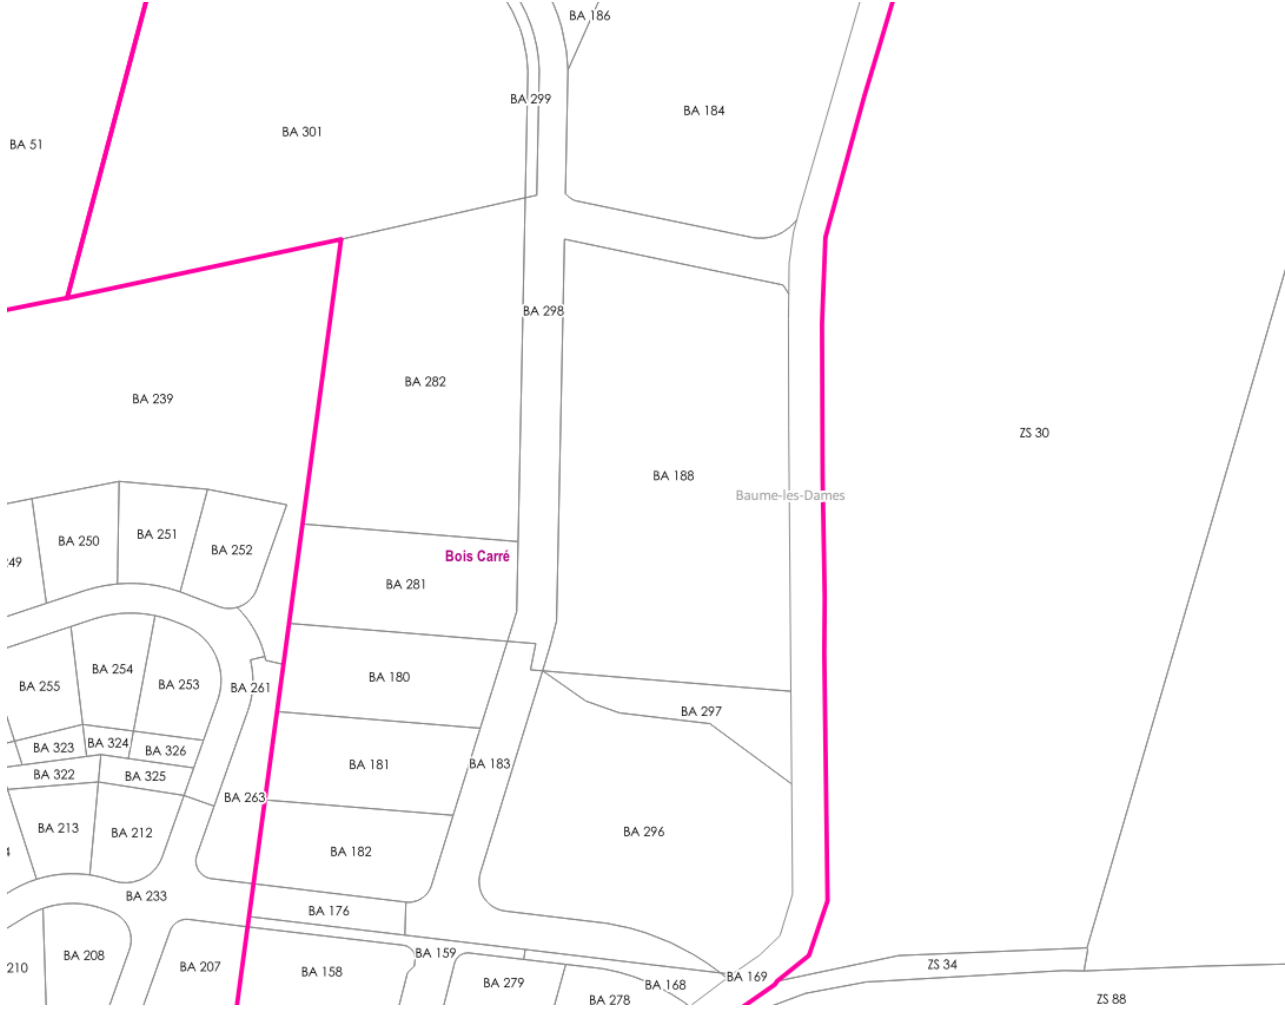 BA 186
BA 299
BA 184
BA 301
BA 51
BA 298
BA 282
BA 239
ZS 30
BA 188
Baume-les-Dames
BA 251
BA 250
BA 252
Bois Carré
249
BA 281
BA 254
BA 180
BA 255
BA 253
BA 261
BA 297
BA 324
BA 323
BA 326
BA 181
BA 183
BA 322
BA 325
BA 263
BA 213
BA 212
BA 296
4
BA 182
BA 233
BA 176
BA 159
BA 208
210
BA 207
BA 158
ZS 34
BA 169
BA 279
BA 168
BA 278
ZS 88